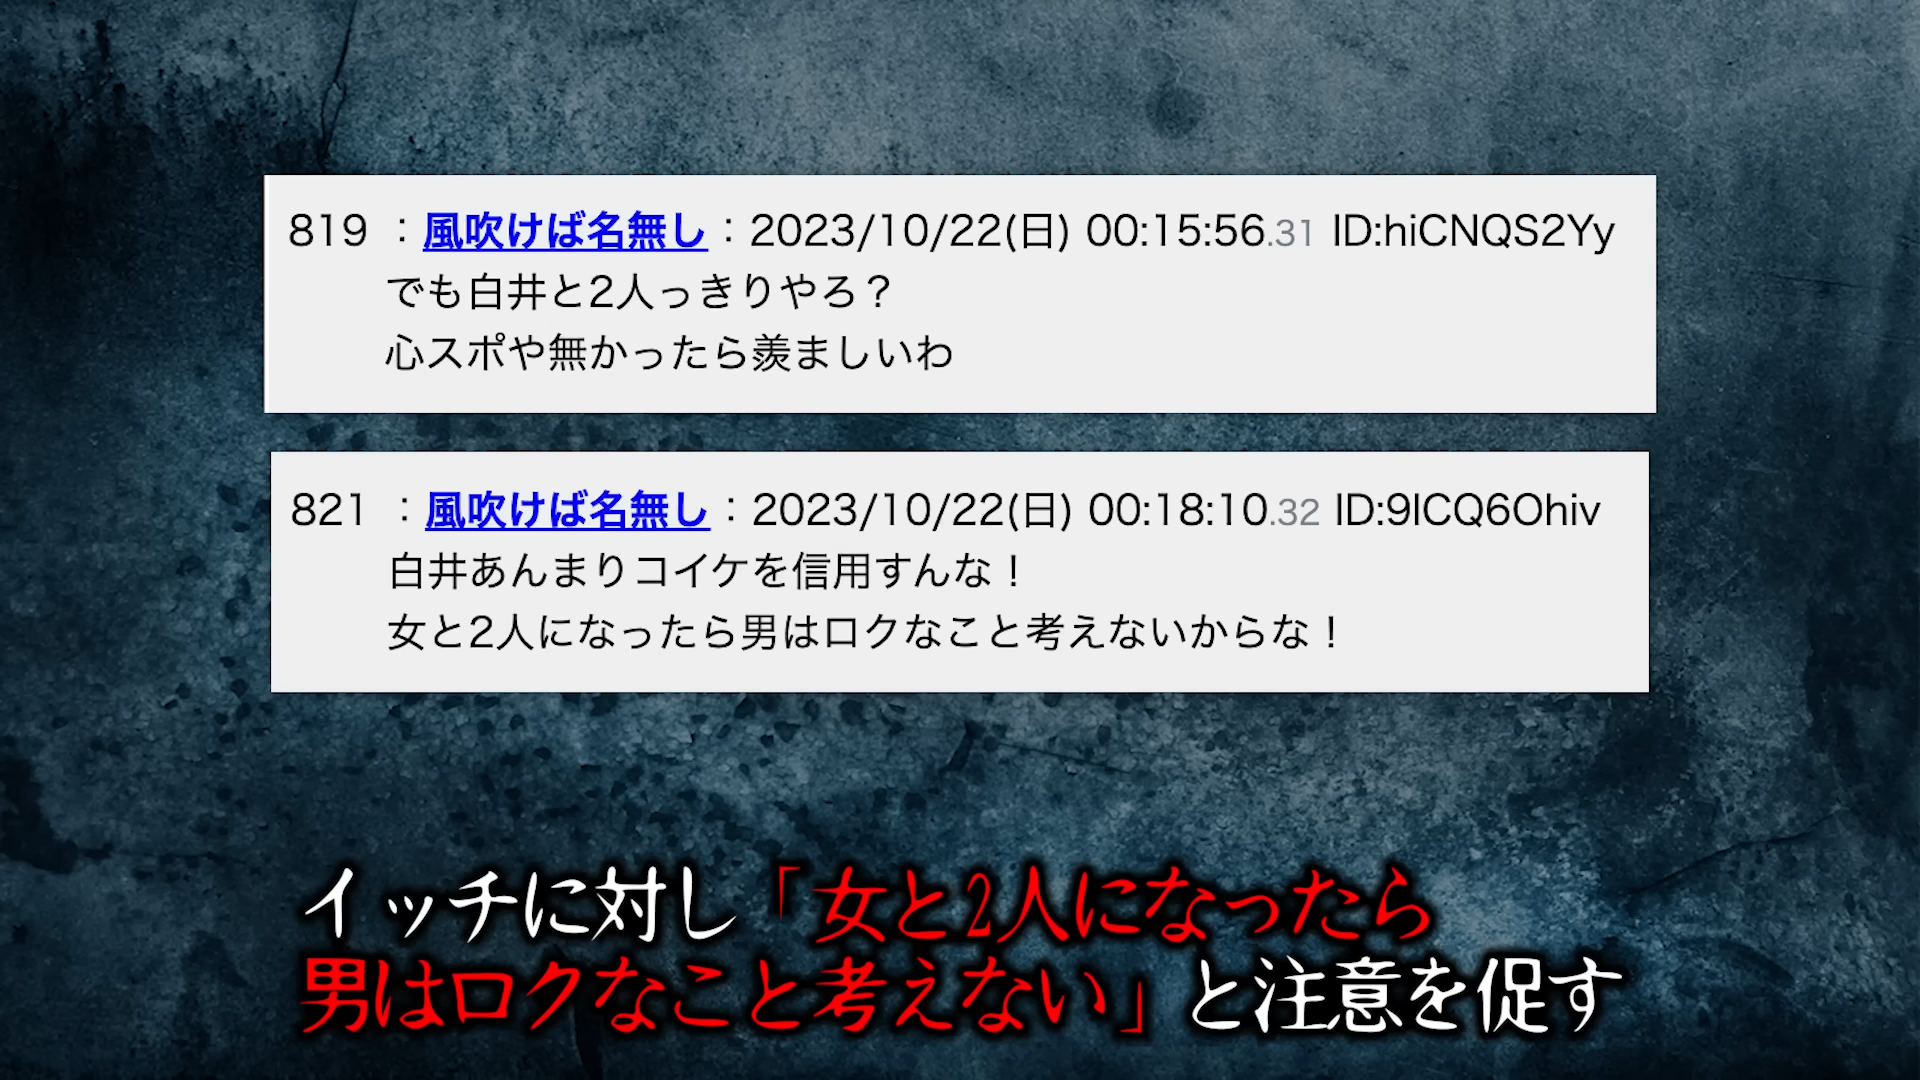 819 ：風吹けば名無し：2023/10/22(日) 00:15:56.31 ID:hiCNQS2Yy
でも白井と2人っきりやろ？
心スポや無かったら羨ましいわ
821 ：風吹けば名無し：2023/10/22(日) 00:18:10.32 ID:9ICQ6Ohiv
白井あんまりコイケを信用すんな！
女と2人になったら男はロクなこと考えないからな！
イッチに対し「女と2人になったら
男はロクなこと考えない」と注意を促す